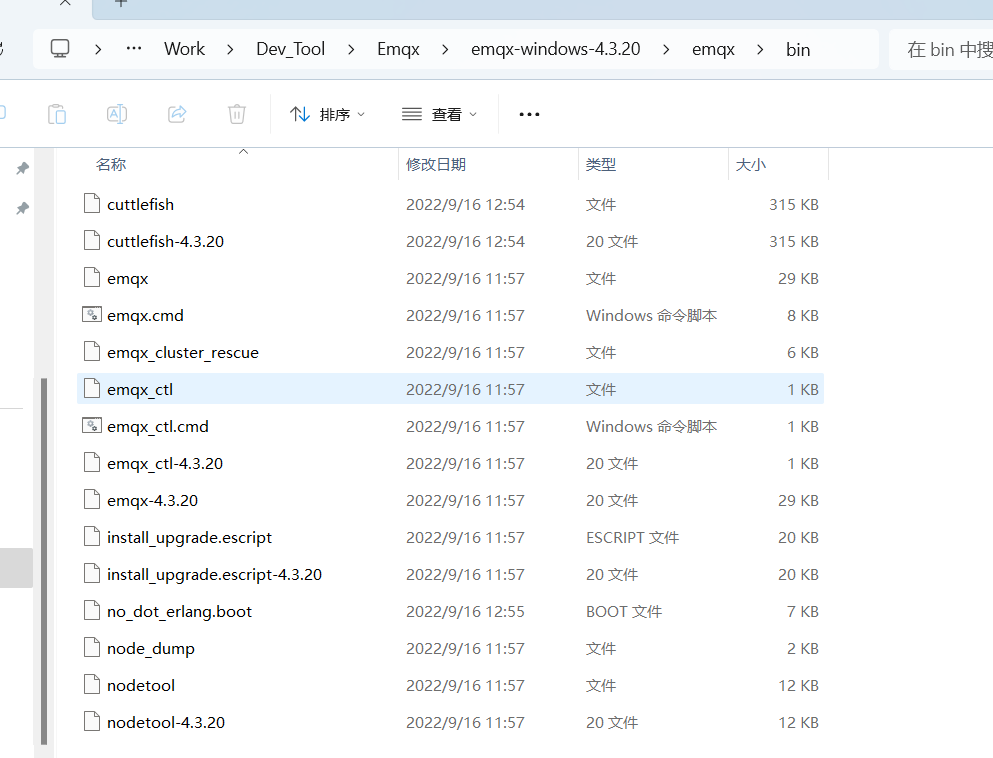 Work Dev_Tool Emqx emqx-windows-4.3.20 emqx bin 在 bin 中搜
排序 查看
名称 修改日期 类型 大小
cuttlefish 2022/9/16 12:54 文件 315 KB
cuttlefish-4.3.20 2022/9/16 12:54 20 文件 315 KB
emqx 2022/9/16 11:57 文件 29 KB
emqx.cmd 2022/9/16 11:57 Windows 命令脚本 8 KB
emqx_cluster_rescue 2022/9/16 11:57 文件 6 KB
emqx_ctl 2022/9/16 11:57 文件 1 KB
emqx_ctl.cmd 2022/9/16 11:57 Windows 命令脚本 1 KB
emqx_ctl-4.3.20 2022/9/16 11:57 20 文件 1 KB
emqx-4.3.20 2022/9/16 11:57 20 文件 29 KB
install_upgrade.escript 2022/9/16 11:57 ESCRIPT 文件 20 KB
install_upgrade.escript-4.3.20 2022/9/16 11:57 20 文件 20 KB
no_dot_erlang.boot 2022/9/16 12:55 BOOT 文件 7 KB
node_dump 2022/9/16 11:57 文件 2 KB
nodetool 2022/9/16 11:57 文件 12 KB
nodetool-4.3.20 2022/9/16 11:57 20 文件 12 KB